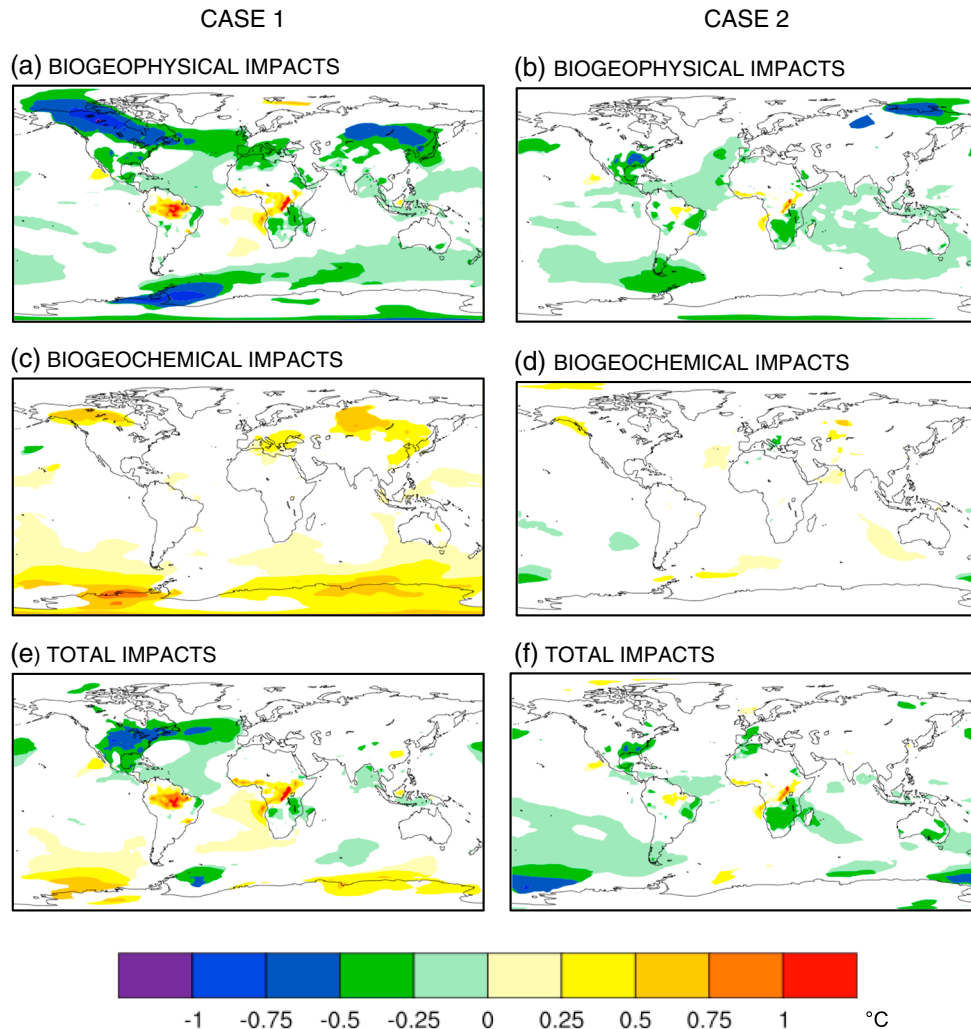 CASE 1
CASE 2
(a) BIOGEOPHYSICAL IMPACTS
(b) BIOGEOPHYSICAL IMPACTS
(c) BIOGEOCHEMICAL IMPACTS
(d) BIOGEOCHEMICAL IMPACTS
(e) TOTAL IMPACTS
(f) TOTAL IMPACTS
-1 -0.75 -0.5 -0.25 0 0.25 0.5 0.75 1 °C